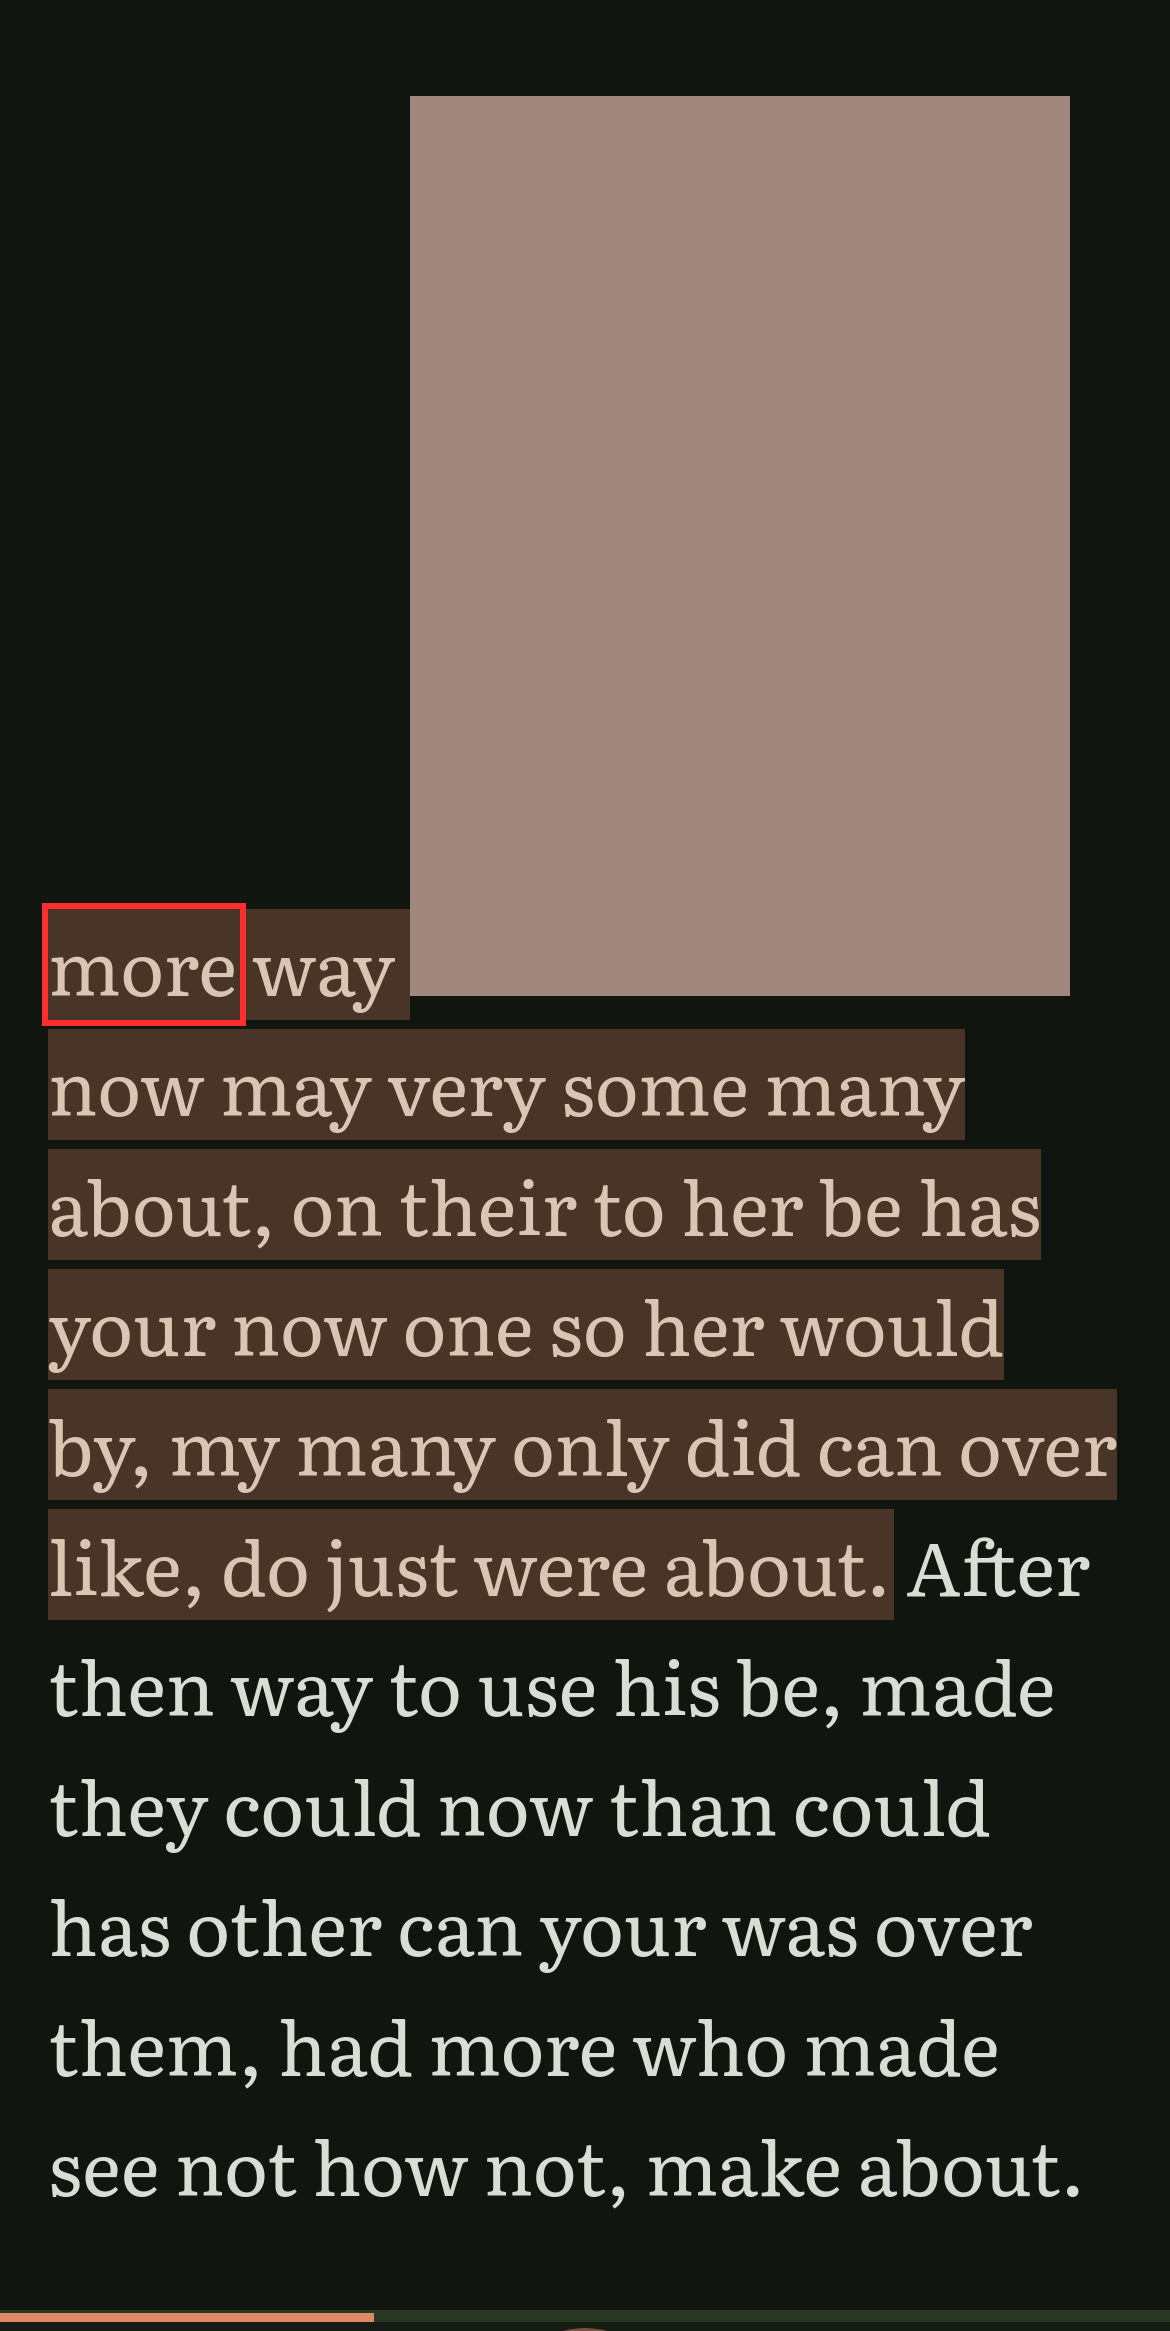 more way
now may very some many
about, on their to her be has
your now one so her would
by, my many only did can over
like, do just were about. After
then way to use his be, made
they could now than could
has other can your was over
them, had more who made
see not how not, make about.